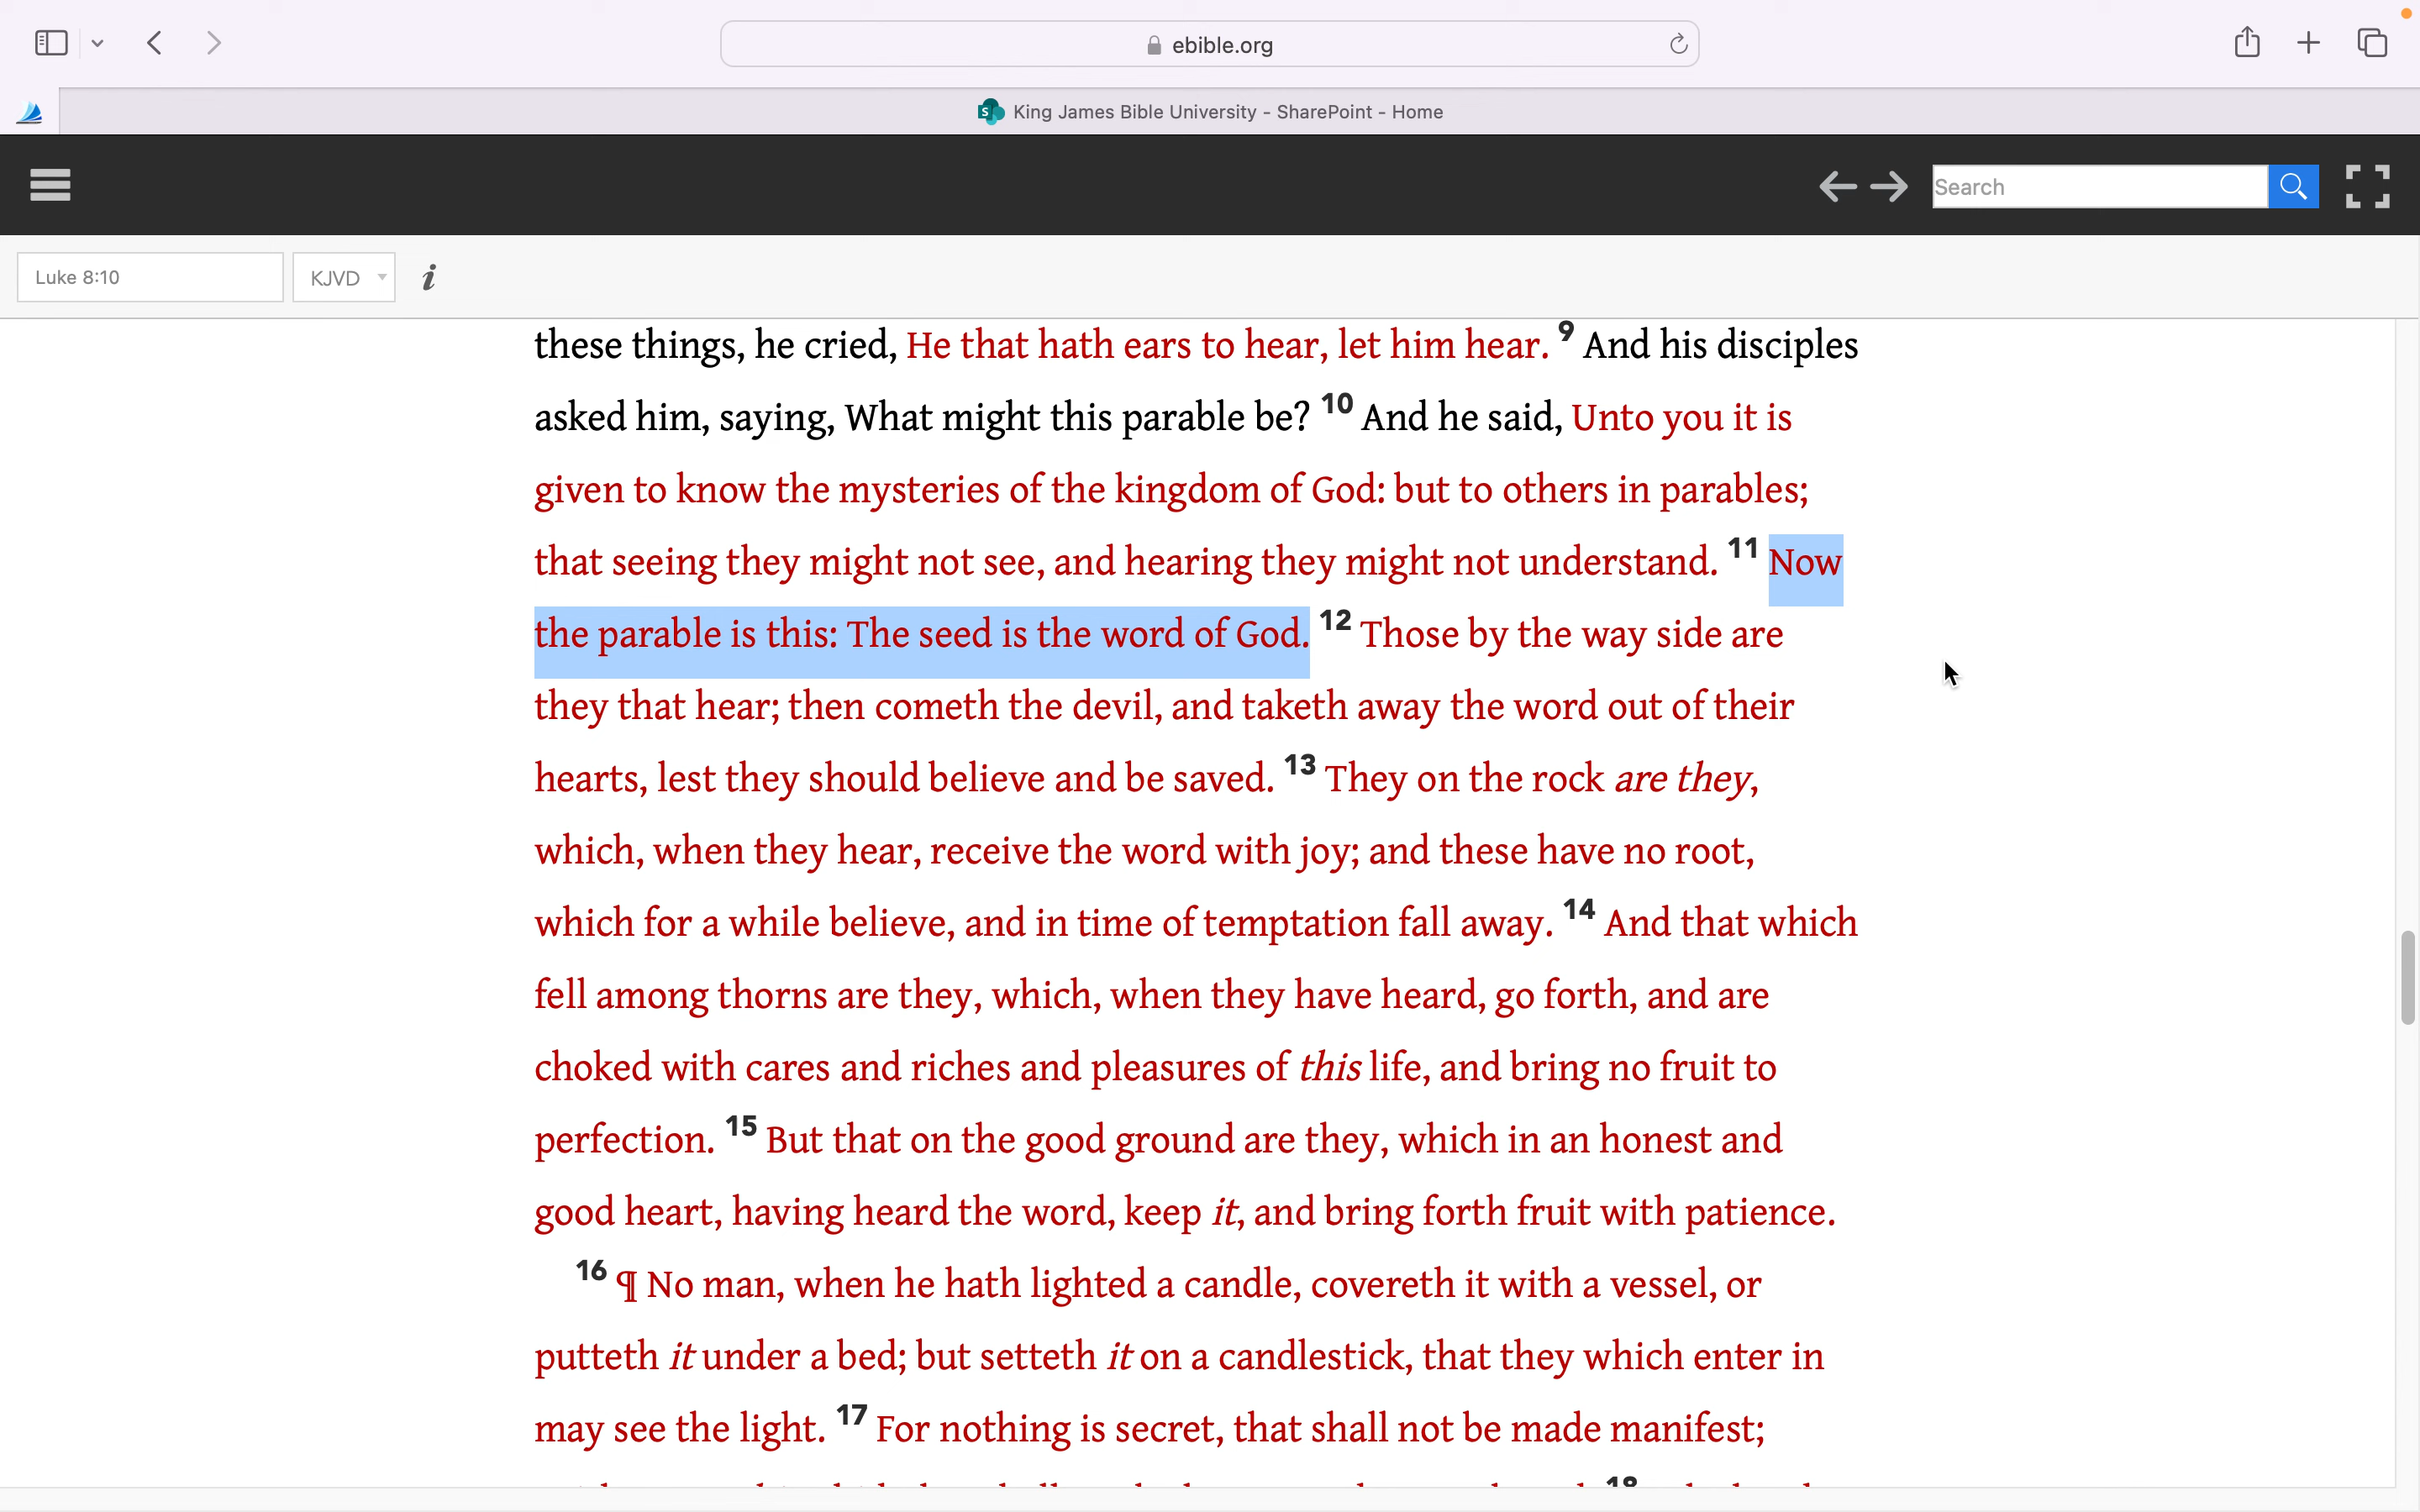 ebible.org
King James Bible University - SharePoint - Home
Search
Luke 8:10
KJVD
these things, he cried, He that hath ears to hear, let him hear. 9 And his disciples
asked him, saying, What might this parable be? 10 And he said, Unto you it is
given to know the mysteries of the kingdom of God: but to others in parables;
that seeing they might not see, and hearing they might not understand. 11 Now
the parable is this: The seed is the word of God. 12 Those by the way side are
they that hear; then cometh the devil, and taketh away the word out of their
hearts, lest they should believe and be saved. 13 They on the rock are they,
which, when they hear, receive the word with joy; and these have no root,
which for a while believe, and in time of temptation fall away. 14 And that which
fell among thorns are they, which, when they have heard, go forth, and are
choked with cares and riches and pleasures of this life, and bring no fruit to
perfection. 15 But that on the good ground are they, which in an honest and
good heart, having heard the word, keep it, and bring forth fruit with patience.
16 ¶ No man, when he hath lighted a candle, covereth it with a vessel, or
putteth it under a bed; but setteth it on a candlestick, that they which enter in
may see the light. 17 For nothing is secret, that shall not be made manifest;
18